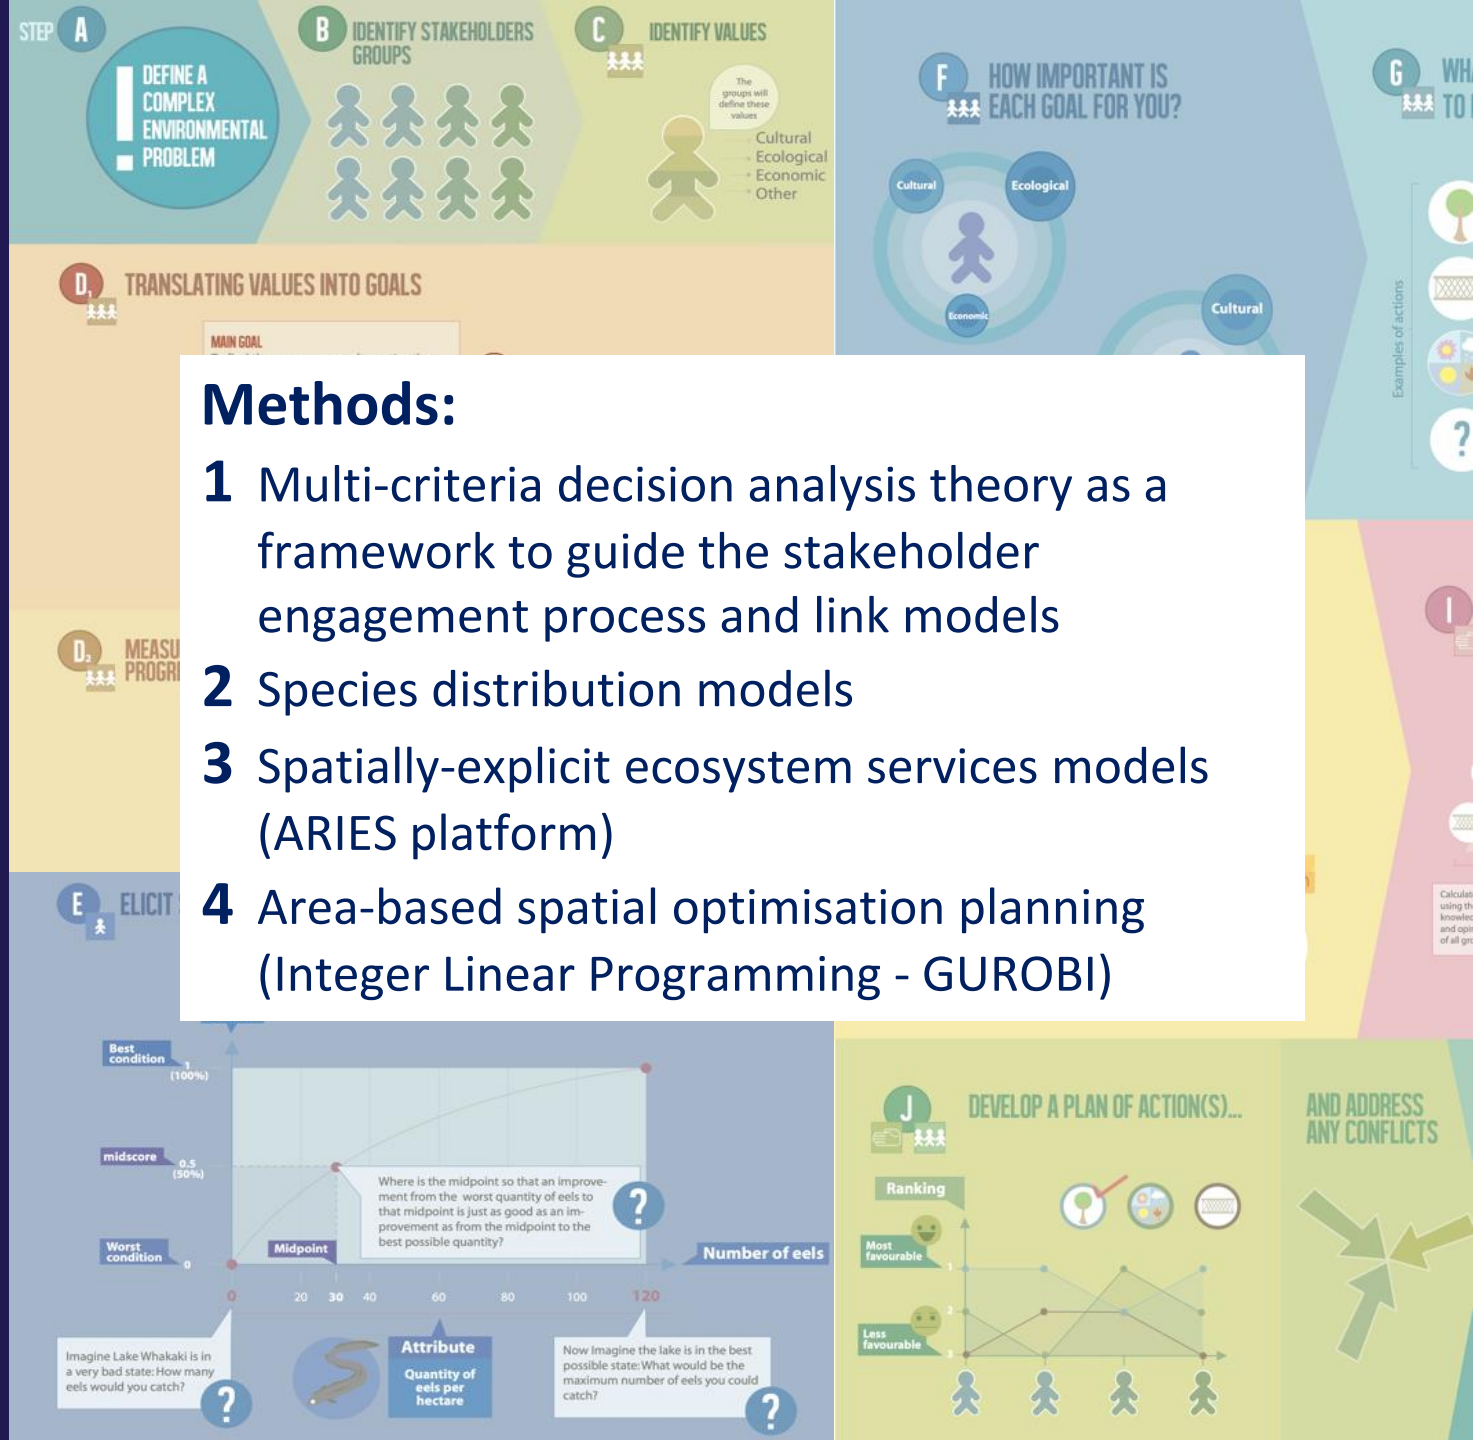 STEP A
DEFINE A
COMPLEX
ENVIRONMENTAL
PROBLEM
B IDENTIFY STAKEHOLDERS
GROUPS
C IDENTIFY VALUES
The
groups will
define these
values
Cultural
Ecological
Economic
Other
D1 TRANSLATING VALUES INTO GOALS
MAIN GOAL
D2
E ELICIT
F HOW IMPORTANT IS
EACH GOAL FOR YOU?
Cultural
Ecological
Economic
Cultural
G
TO
Examples of actions
?
Methods:
1 Multi-criteria decision analysis theory as a
framework to guide the stakeholder
engagement process and link models
2 Species distribution models
3 Spatially-explicit ecosystem services models
(ARIES platform)
4 Area-based spatial optimisation planning
(Integer Linear Programming - GUROBI)
I
using
and
of all
Best
condition
1
(100%)
midscore
0.5
(50%)
Worst
condition
0
Midpoint
Where is the midpoint so that an improve-
ment from the worst quantity of eels to
that midpoint is just as good as an im-
provement as from the midpoint to the
best possible quantity?
?
Number of eels
0 20 30 40 60 80 100 120
Imagine Lake Whakaki is in
a very bad state: How many
eels would you catch?
?
Attribute
Quantity of
eels per
hectare
Now Imagine the lake is in the best
possible state: What would be the
maximum number of eels you could
catch?
?
J DEVELOP A PLAN OF ACTION(S)...
Ranking
Most
favourable
1
2
Less
favourable
3
AND ADDRESS
ANY CONFLICTS